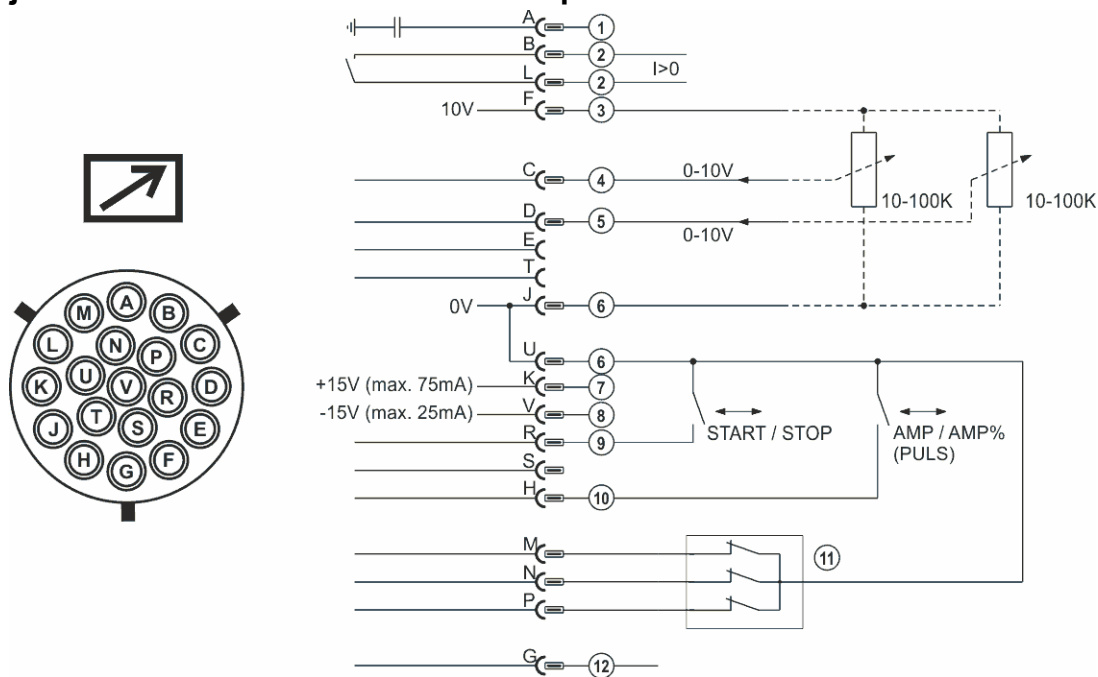 A
1
B
2
L
2
I>0
10V
F
3
C
4
0-10V
10-100K
10-100K
D
5
0-10V
E
T
0V
J
6
U
6
+15V (max. 75mA)
K
7
-15V (max. 25mA)
V
8
R
9
START / STOP
AMP / AMP%
(PULS)
S
H
10
M
11
N
P
G
12
M
A
B
L
N
P
C
K
U
V
R
D
J
T
S
E
H
G
F